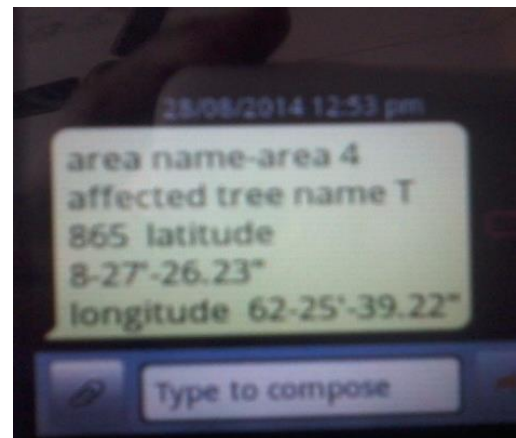 28/08/2014 12:53 pm
area name-area 4
affected tree name T
865 latitude
8-27'-26.23"
longitude 62-25'-39.22"
Type to compose